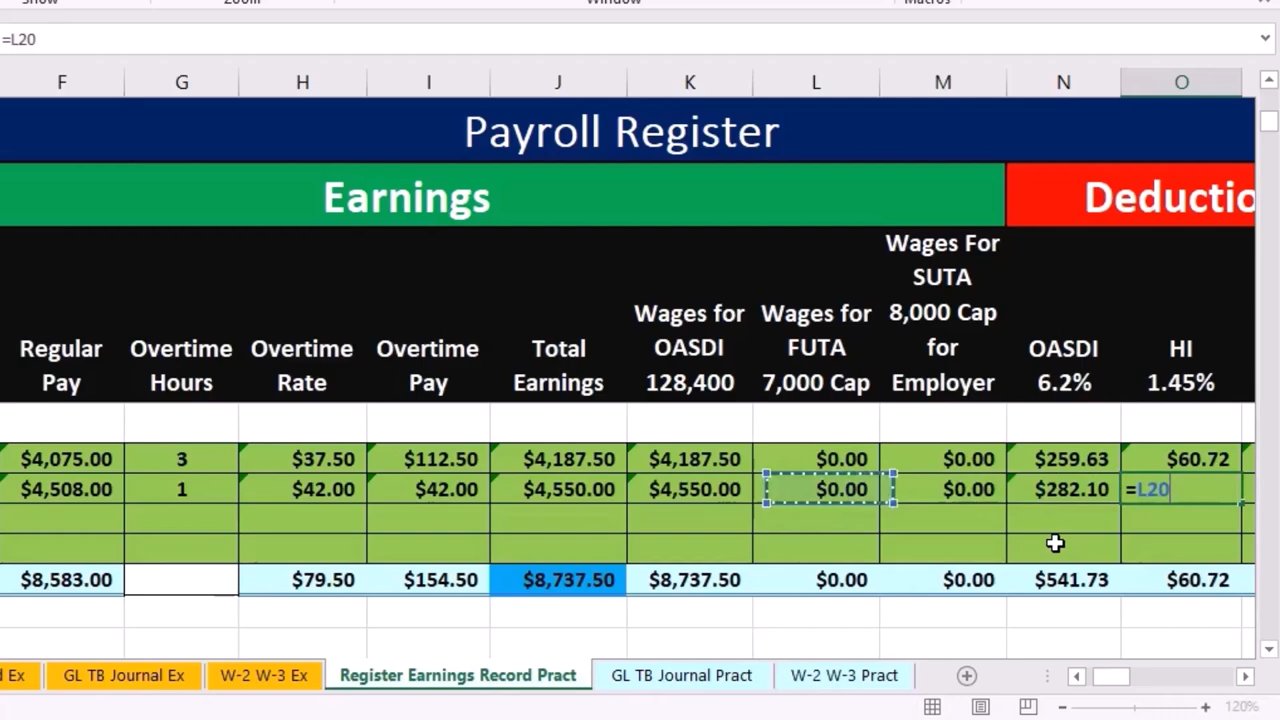 Show Zoom Window Macros
=L20
F G H I J K L M N O
Payroll Register
Earnings Deductio
Regular Pay
Overtime Hours
Overtime Rate
Overtime Pay
Total Earnings
Wages for OASDI 128,400
Wages for FUTA 7,000 Cap
Wages For SUTA 8,000 Cap for Employer
OASDI 6.2%
HI 1.45%
$4,075.00 3 $37.50 $112.50 $4,187.50 $4,187.50 $0.00 $0.00 $259.63 $60.72
$4,508.00 1 $42.00 $42.00 $4,550.00 $4,550.00 $0.00 $0.00 $282.10 =L20
$8,583.00 $79.50 $154.50 $8,737.50 $8,737.50 $0.00 $0.00 $541.73 $60.72
d Ex GL TB Journal Ex W-2 W-3 Ex Register Earnings Record Pract GL TB Journal Pract W-2 W-3 Pract
120%